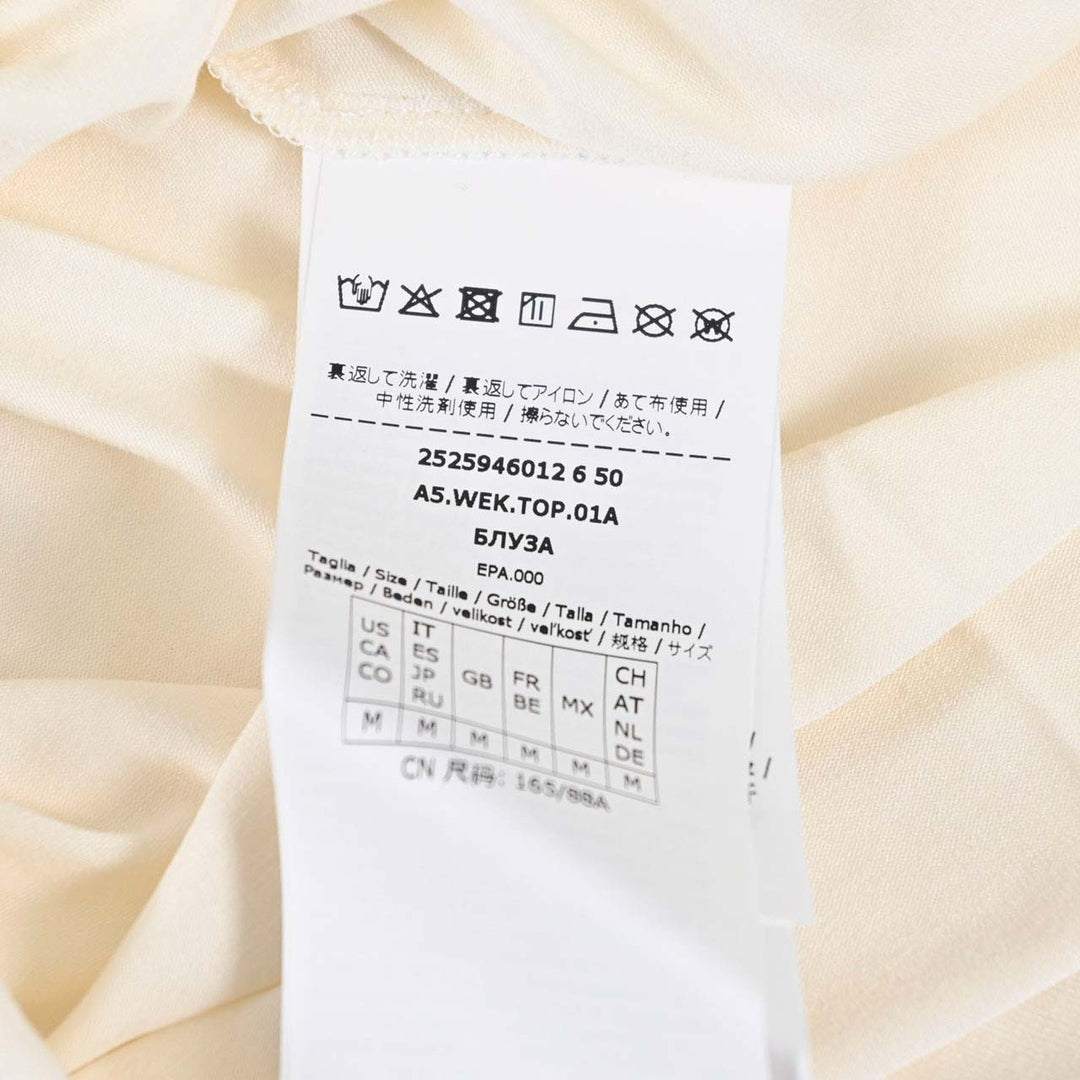 裏返して洗濯 / 裏返してアイロン / あて布使用 /
中性洗剤使用 / 擦らないでください。
2525946012 6 50
A5.WEK.TOP.01A
БЛУЗА
EPA.000
Taglia / Size / Taille / Größe / Talla / Tamanho /
Размер / Beden / velikost / veľkosť / 规格 / サイズ
US IT GB FR MX CH
CA ES BE AT
CO JP NL
RU DE
M M M M M M
CN 尺码: 165/88A